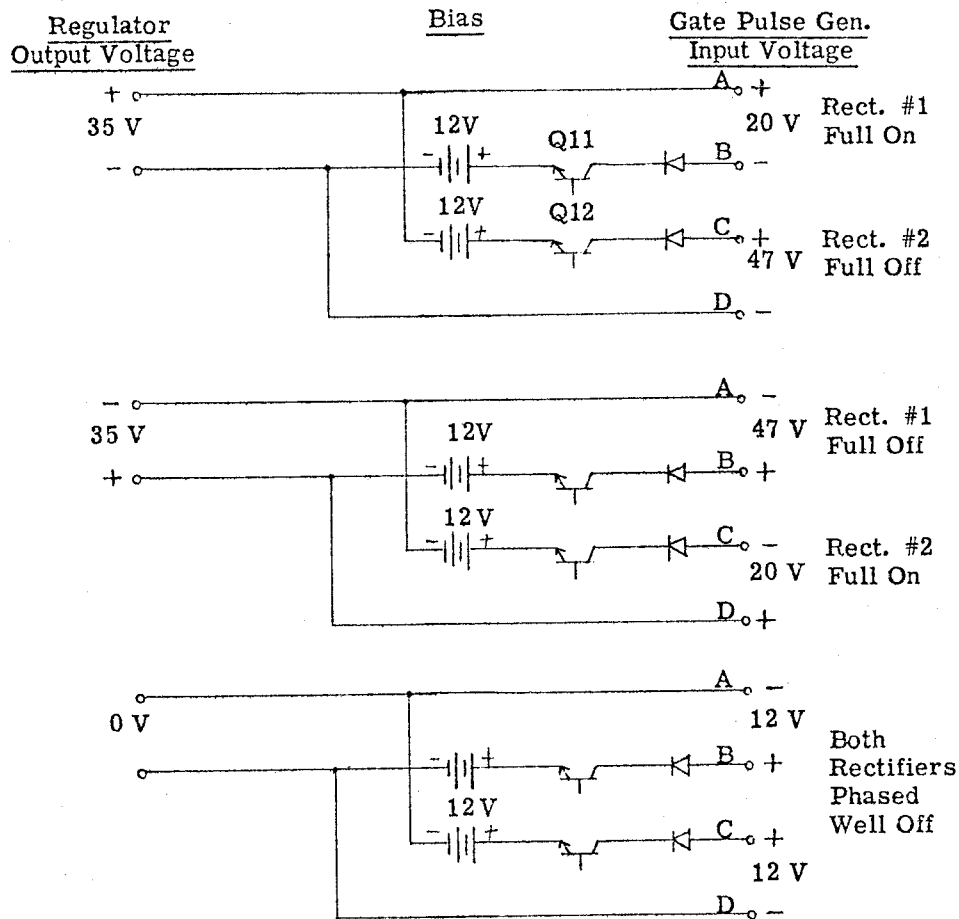 Regulator
Output Voltage
Bias
Gate Pulse Gen.
Input Voltage
+ A +
35 V 20 V Rect. #1
Full On
12V Q11
- - + B -
12V Q12
- + C + Rect. #2
47 V Full Off
D -
- A -
35 V 47 V Rect. #1
Full Off
12V
+ - + B +
12 V
- + C - Rect. #2
20 V Full On
D +
A -
0 V 12 V
- + B + Both
Rectifiers
12 V Phased
- + C + Well Off
12 V
D -